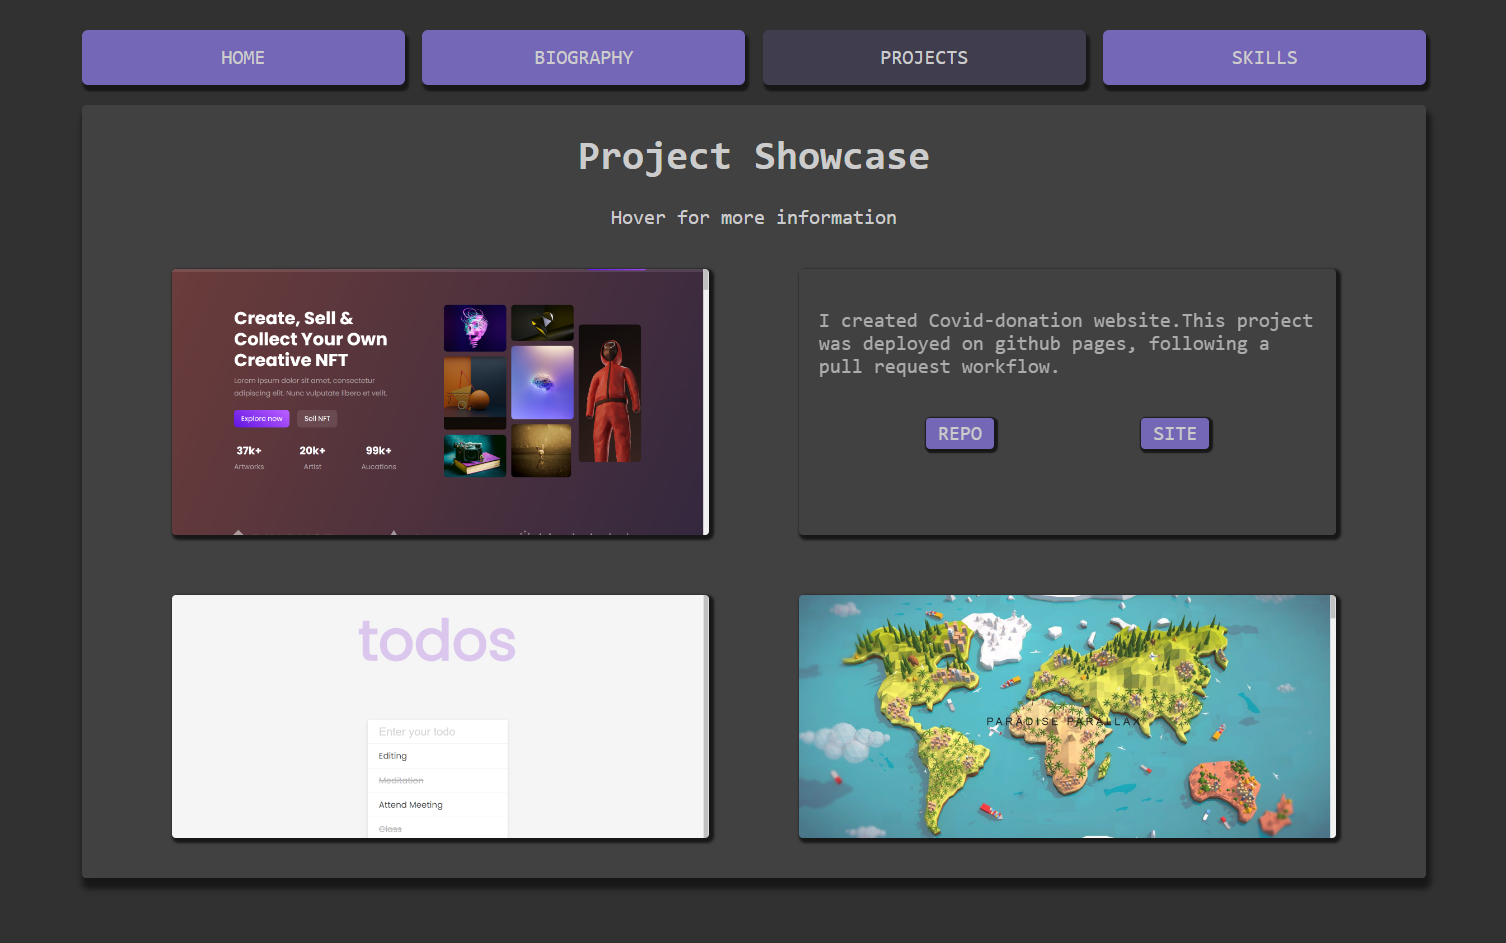 HOME
BIOGRAPHY
PROJECTS
SKILLS
Project Showcase
Hover for more information
Create, Sell &
Collect Your Own
Creative NFT
Lorem ipsum dolor sit amet, consectetur
adipiscing elit. Nunc vulputate libero et velit.
Explore now
Sell NFT
37k+
20k+
99k+
Artworks
Artist
Aucations
I created Covid-donation website.This project
was deployed on github pages, following a
pull request workflow.
REPO
SITE
todos
Enter your todo
Editing
Meditation
Attend Meeting
Class
PARADISE PARALLAX